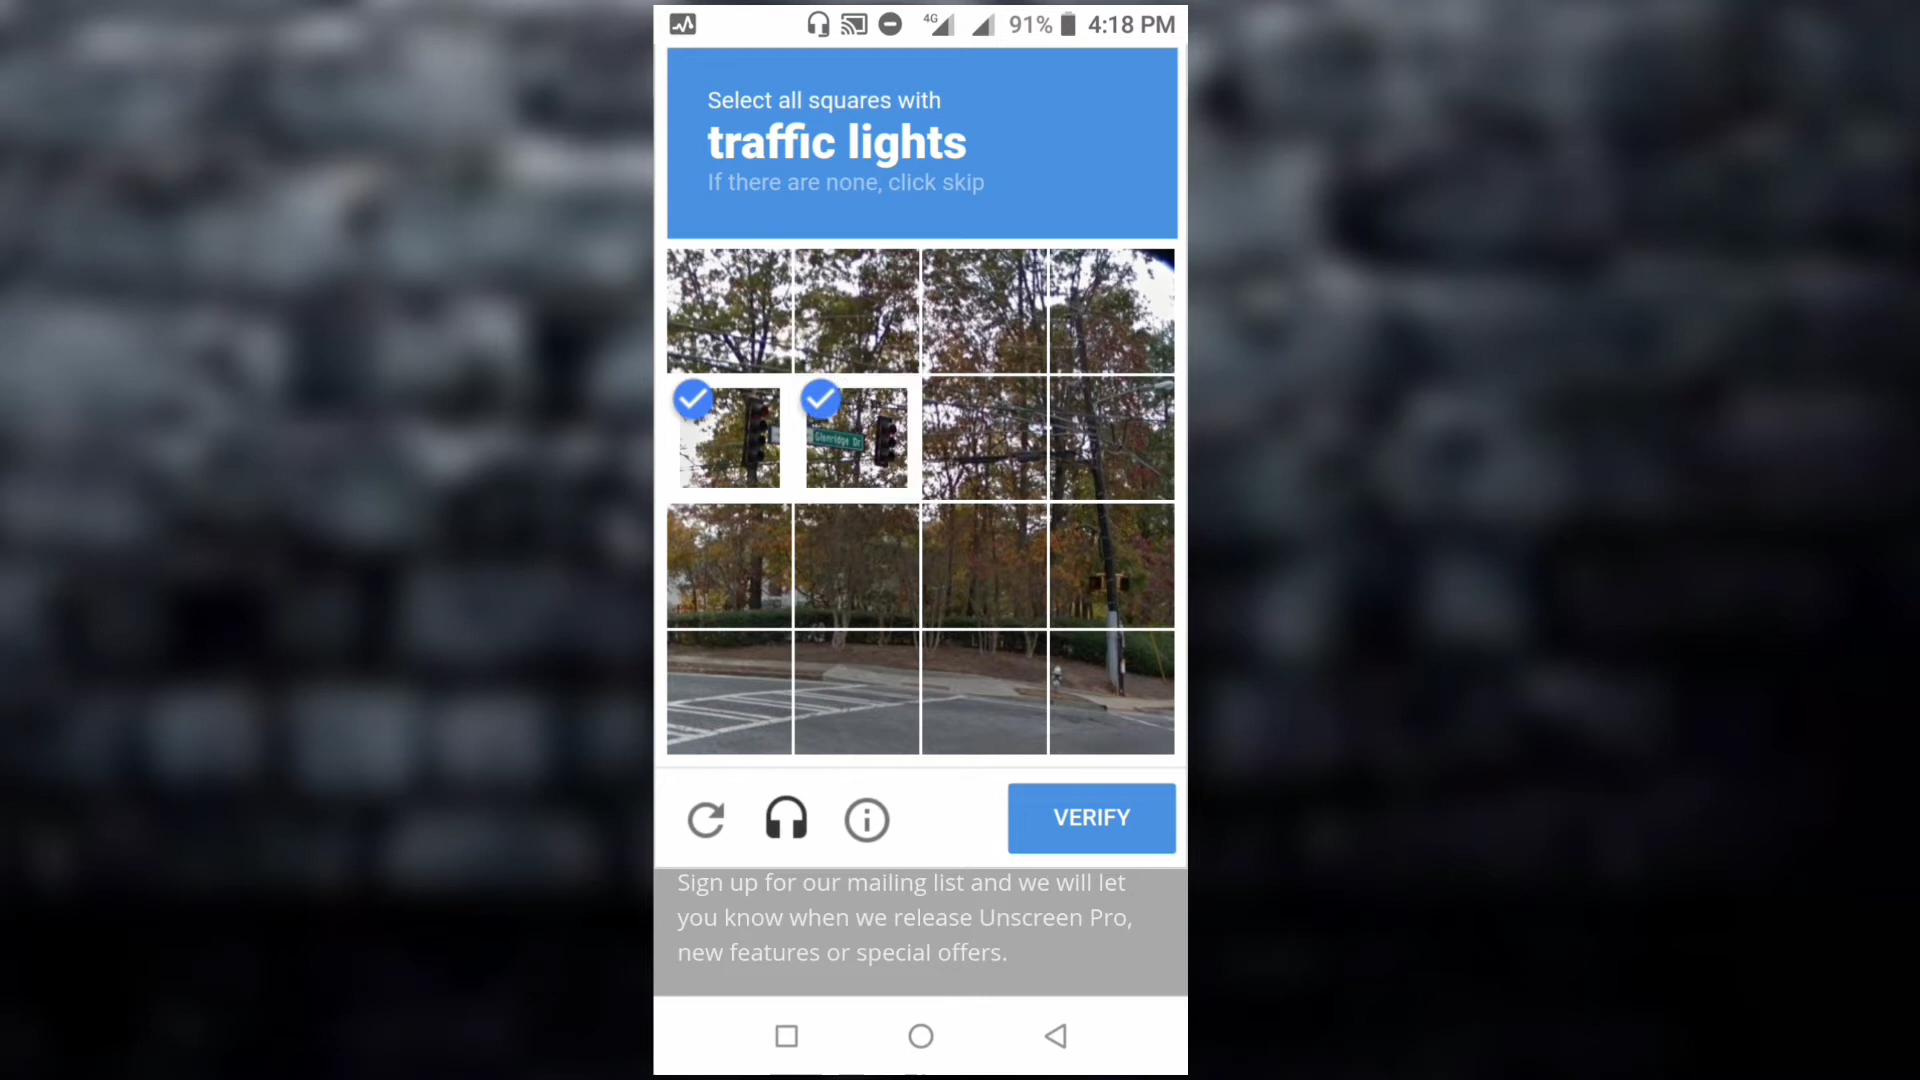 4G 91% 4:18 PM
Select all squares with
traffic lights
If there are none, click skip
Glenridge Dr
VERIFY
Sign up for our mailing list and we will let
you know when we release Unscreen Pro,
new features or special offers.